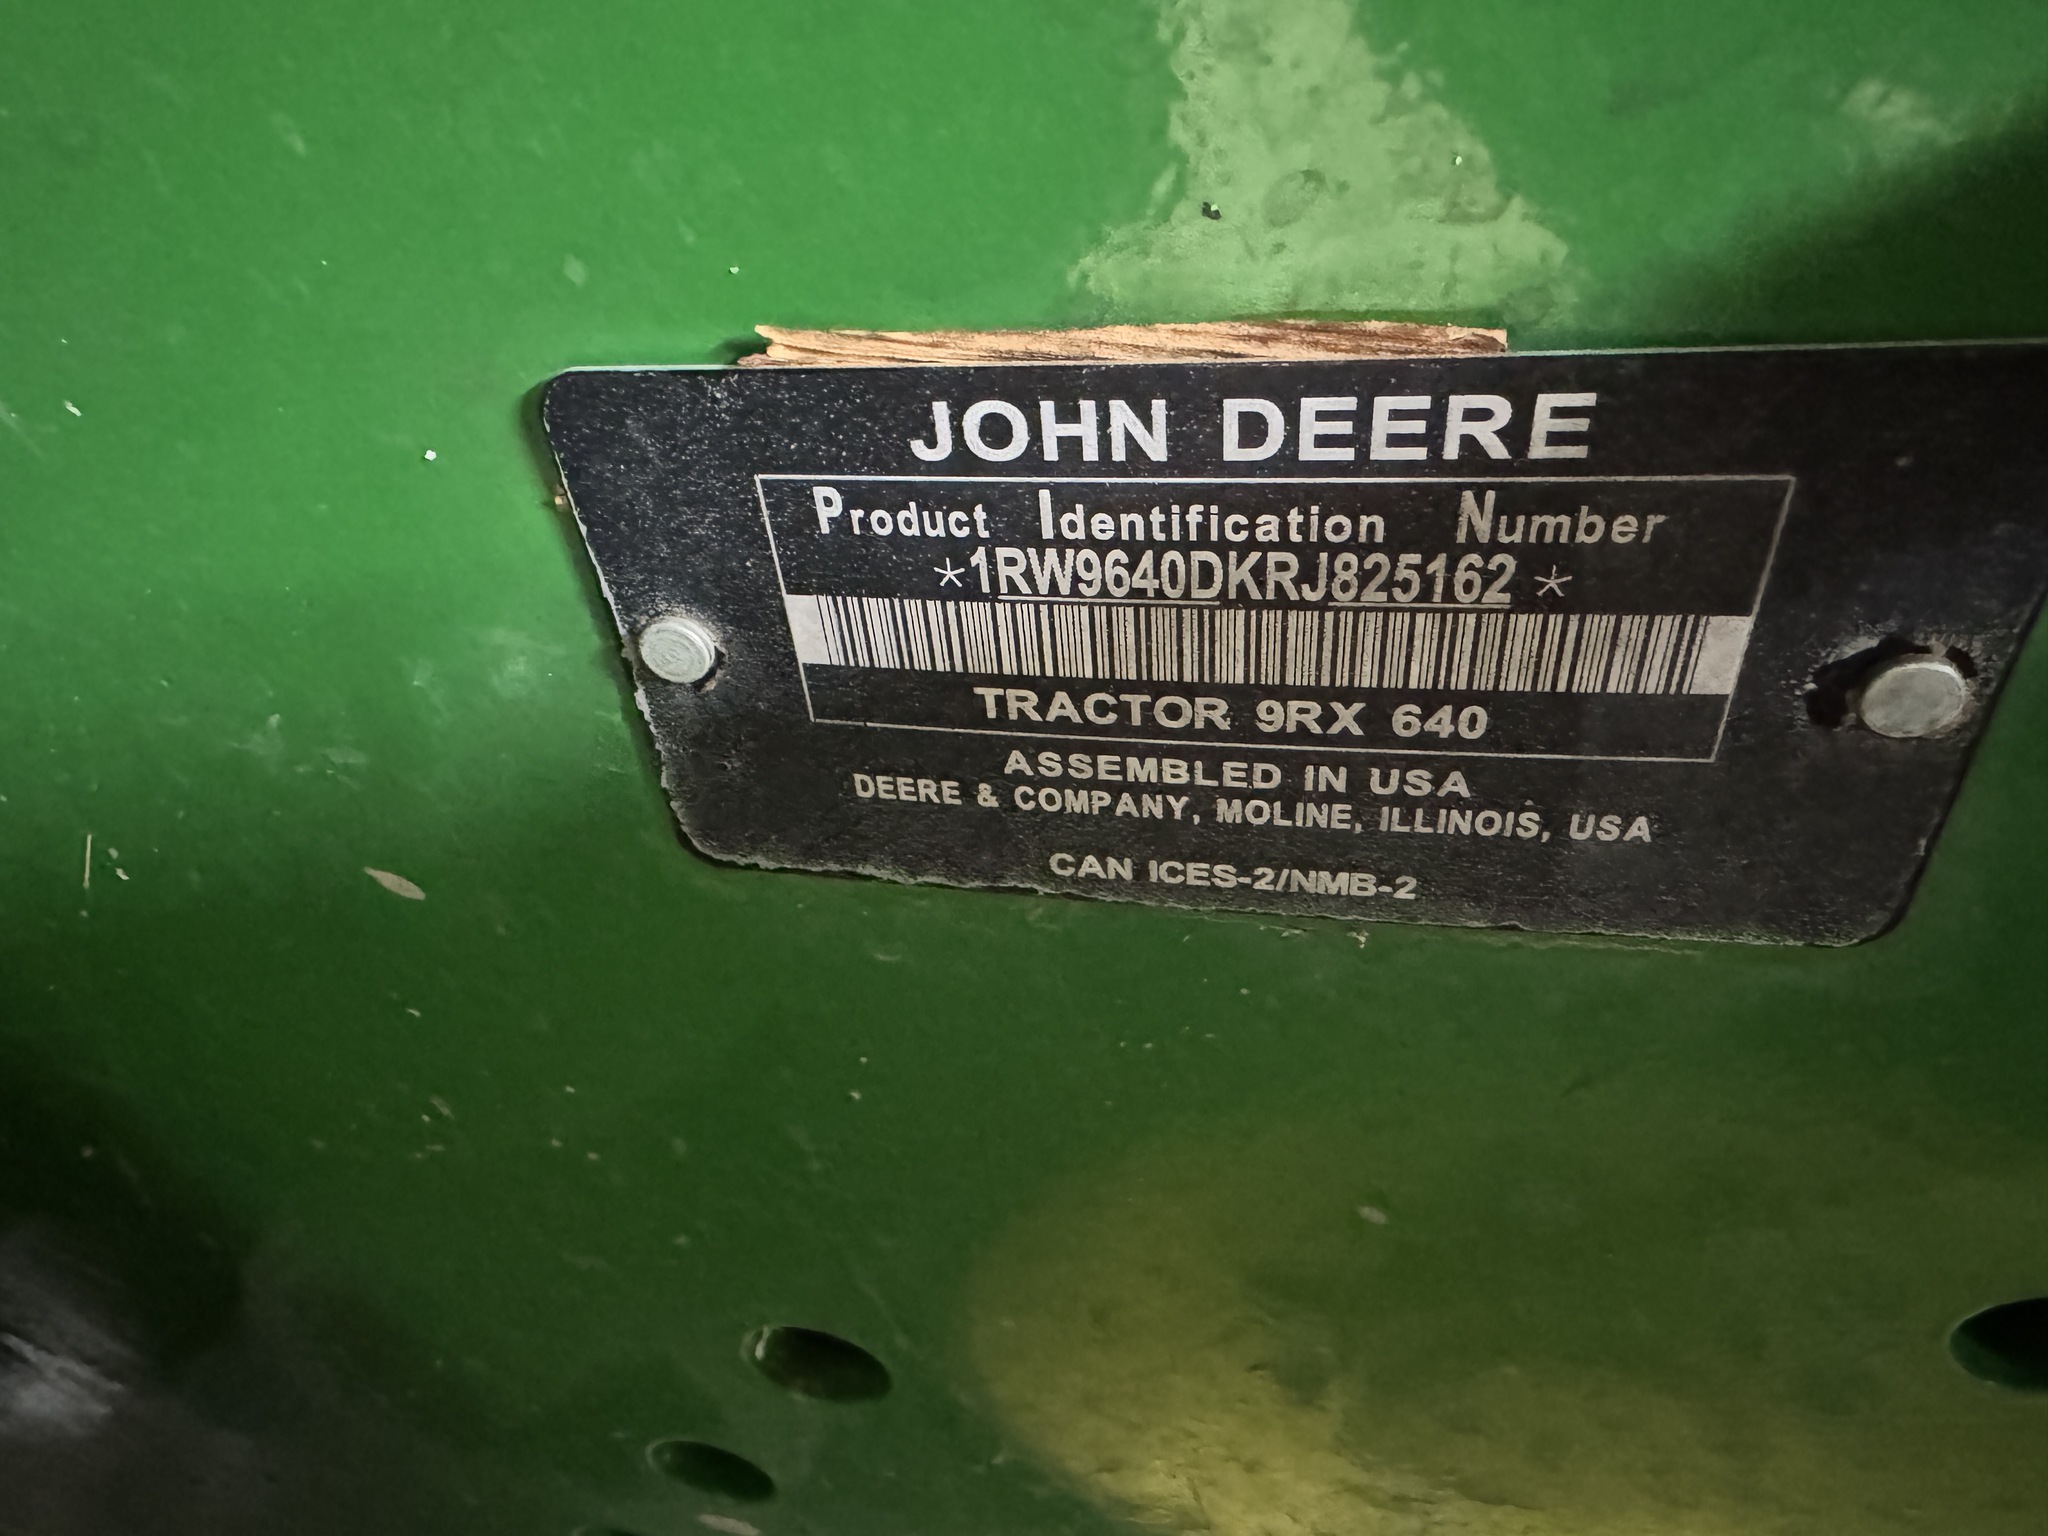 JOHN DEERE
Product Identification Number
*1RW9640DKRJ825162*
TRACTOR 9RX 640
ASSEMBLED IN USA
DEERE & COMPANY, MOLINE, ILLINOIS, USA
CAN ICES-2/NMB-2